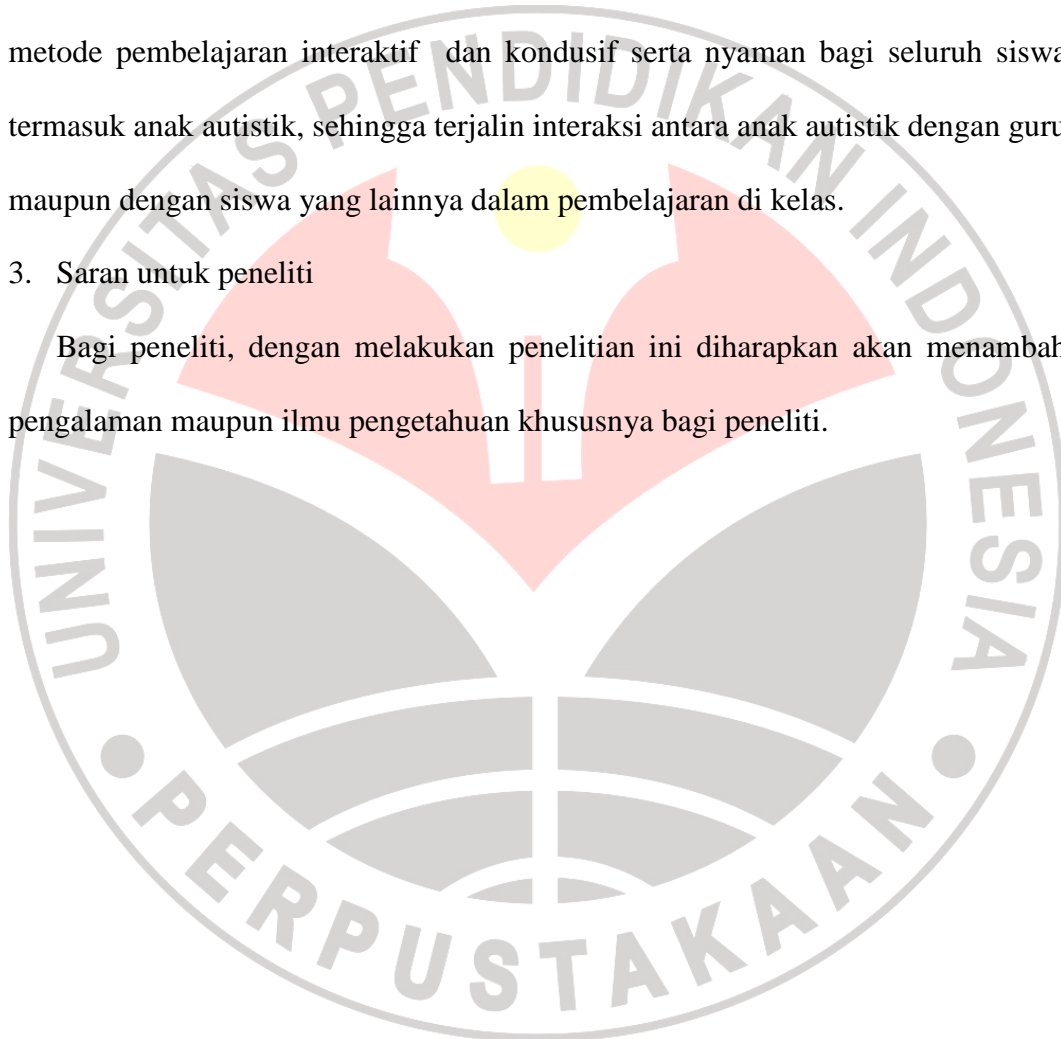 metode pembelajaran interaktif dan kondusif serta nyaman bagi seluruh siswa
termasuk anak autistik, sehingga terjalin interaksi antara anak autistik dengan guru
maupun dengan siswa yang lainnya dalam pembelajaran di kelas.
3. Saran untuk peneliti
Bagi peneliti, dengan melakukan penelitian ini diharapkan akan menambah
pengalaman maupun ilmu pengetahuan khususnya bagi peneliti.
UNIVERSITAS PENDIDIKAN INDONESIA
PERPUSTAKAAN